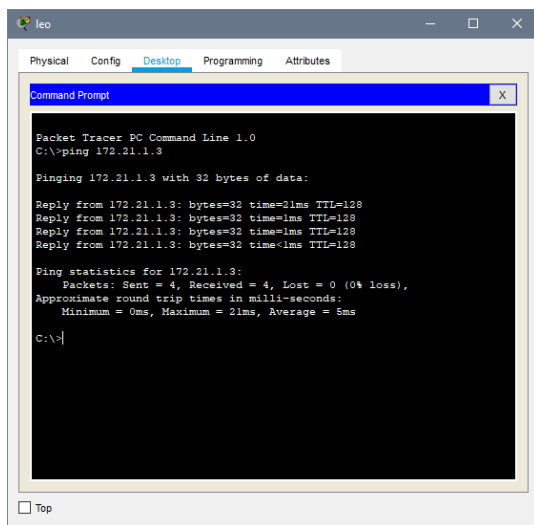 leo
Physical Config Desktop Programming Attributes
Command Prompt X
Packet Tracer PC Command Line 1.0
C:\>ping 172.21.1.3
Pinging 172.21.1.3 with 32 bytes of data:
Reply from 172.21.1.3: bytes=32 time=21ms TTL=128
Reply from 172.21.1.3: bytes=32 time=1ms TTL=128
Reply from 172.21.1.3: bytes=32 time=1ms TTL=128
Reply from 172.21.1.3: bytes=32 time<1ms TTL=128
Ping statistics for 172.21.1.3:
Packets: Sent = 4, Received = 4, Lost = 0 (0% loss),
Approximate round trip times in milli-seconds:
Minimum = 0ms, Maximum = 21ms, Average = 5ms
C:\>
Top